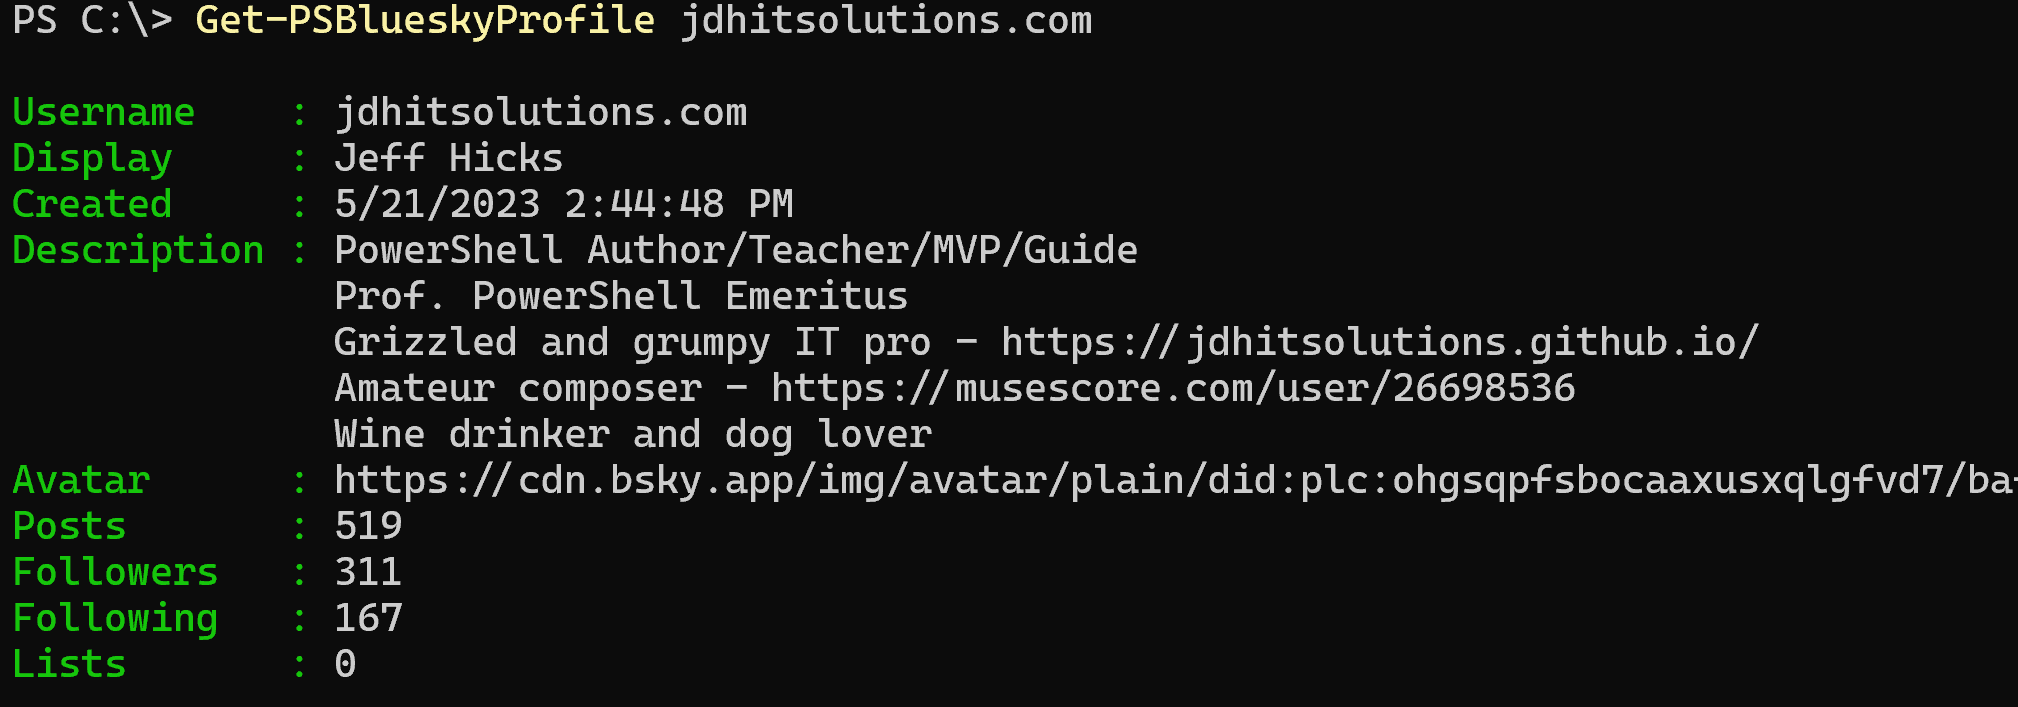 PS C:\> Get-PSBlueskyProfile jdhitsolutions.com
Username    : jdhitsolutions.com
Display     : Jeff Hicks
Created     : 5/21/2023 2:44:48 PM
Description : PowerShell Author/Teacher/MVP/Guide
Prof. PowerShell Emeritus
Grizzled and grumpy IT pro - https://jdhitsolutions.github.io/
Amateur composer - https://musescore.com/user/26698536
Wine drinker and dog lover
Avatar      : https://cdn.bsky.app/img/avatar/plain/did:plc:ohgsqpfsbocaaxusxqlgfvd7/ba
Posts       : 519
Followers   : 311
Following   : 167
Lists       : 0